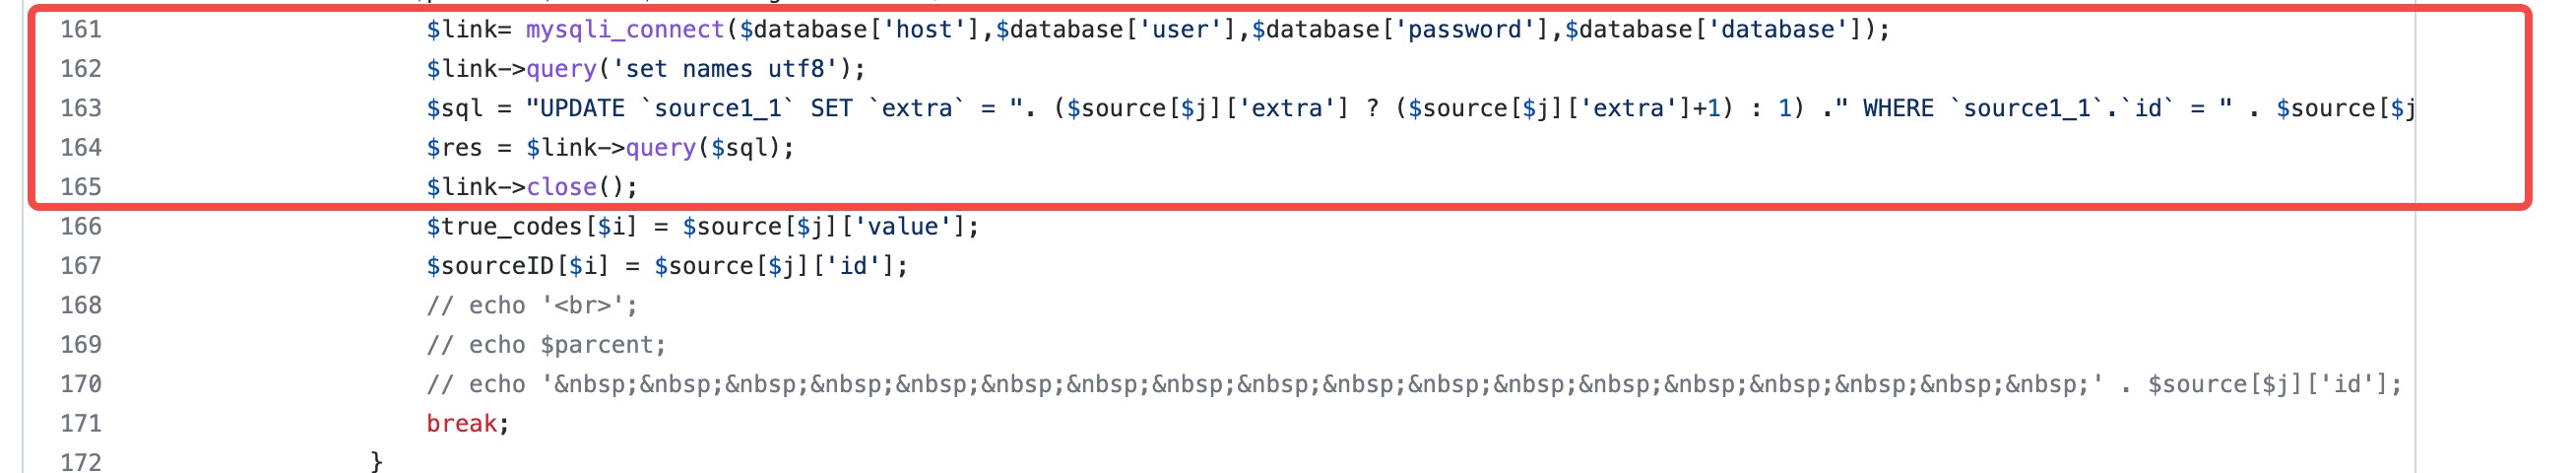 161 $link= mysqli_connect($database['host'],$database['user'],$database['password'],$database['database']);
162 $link->query('set names utf8');
163 $sql = "UPDATE `source1_1` SET `extra` = ". ($source[$j]['extra'] ? ($source[$j]['extra']+1) : 1) ." WHERE `source1_1`.`id` = " . $source[$j
164 $res = $link->query($sql);
165 $link->close();
166 $true_codes[$i] = $source[$j]['value'];
167 $sourceID[$i] = $source[$j]['id'];
168 // echo '<br>';
169 // echo $parcent;
170 // echo '&nbsp;&nbsp;&nbsp;&nbsp;&nbsp;&nbsp;&nbsp;&nbsp;&nbsp;&nbsp;&nbsp;&nbsp;&nbsp;&nbsp;&nbsp;&nbsp;&nbsp;&nbsp;' . $source[$j]['id'];
171 break;
172 }